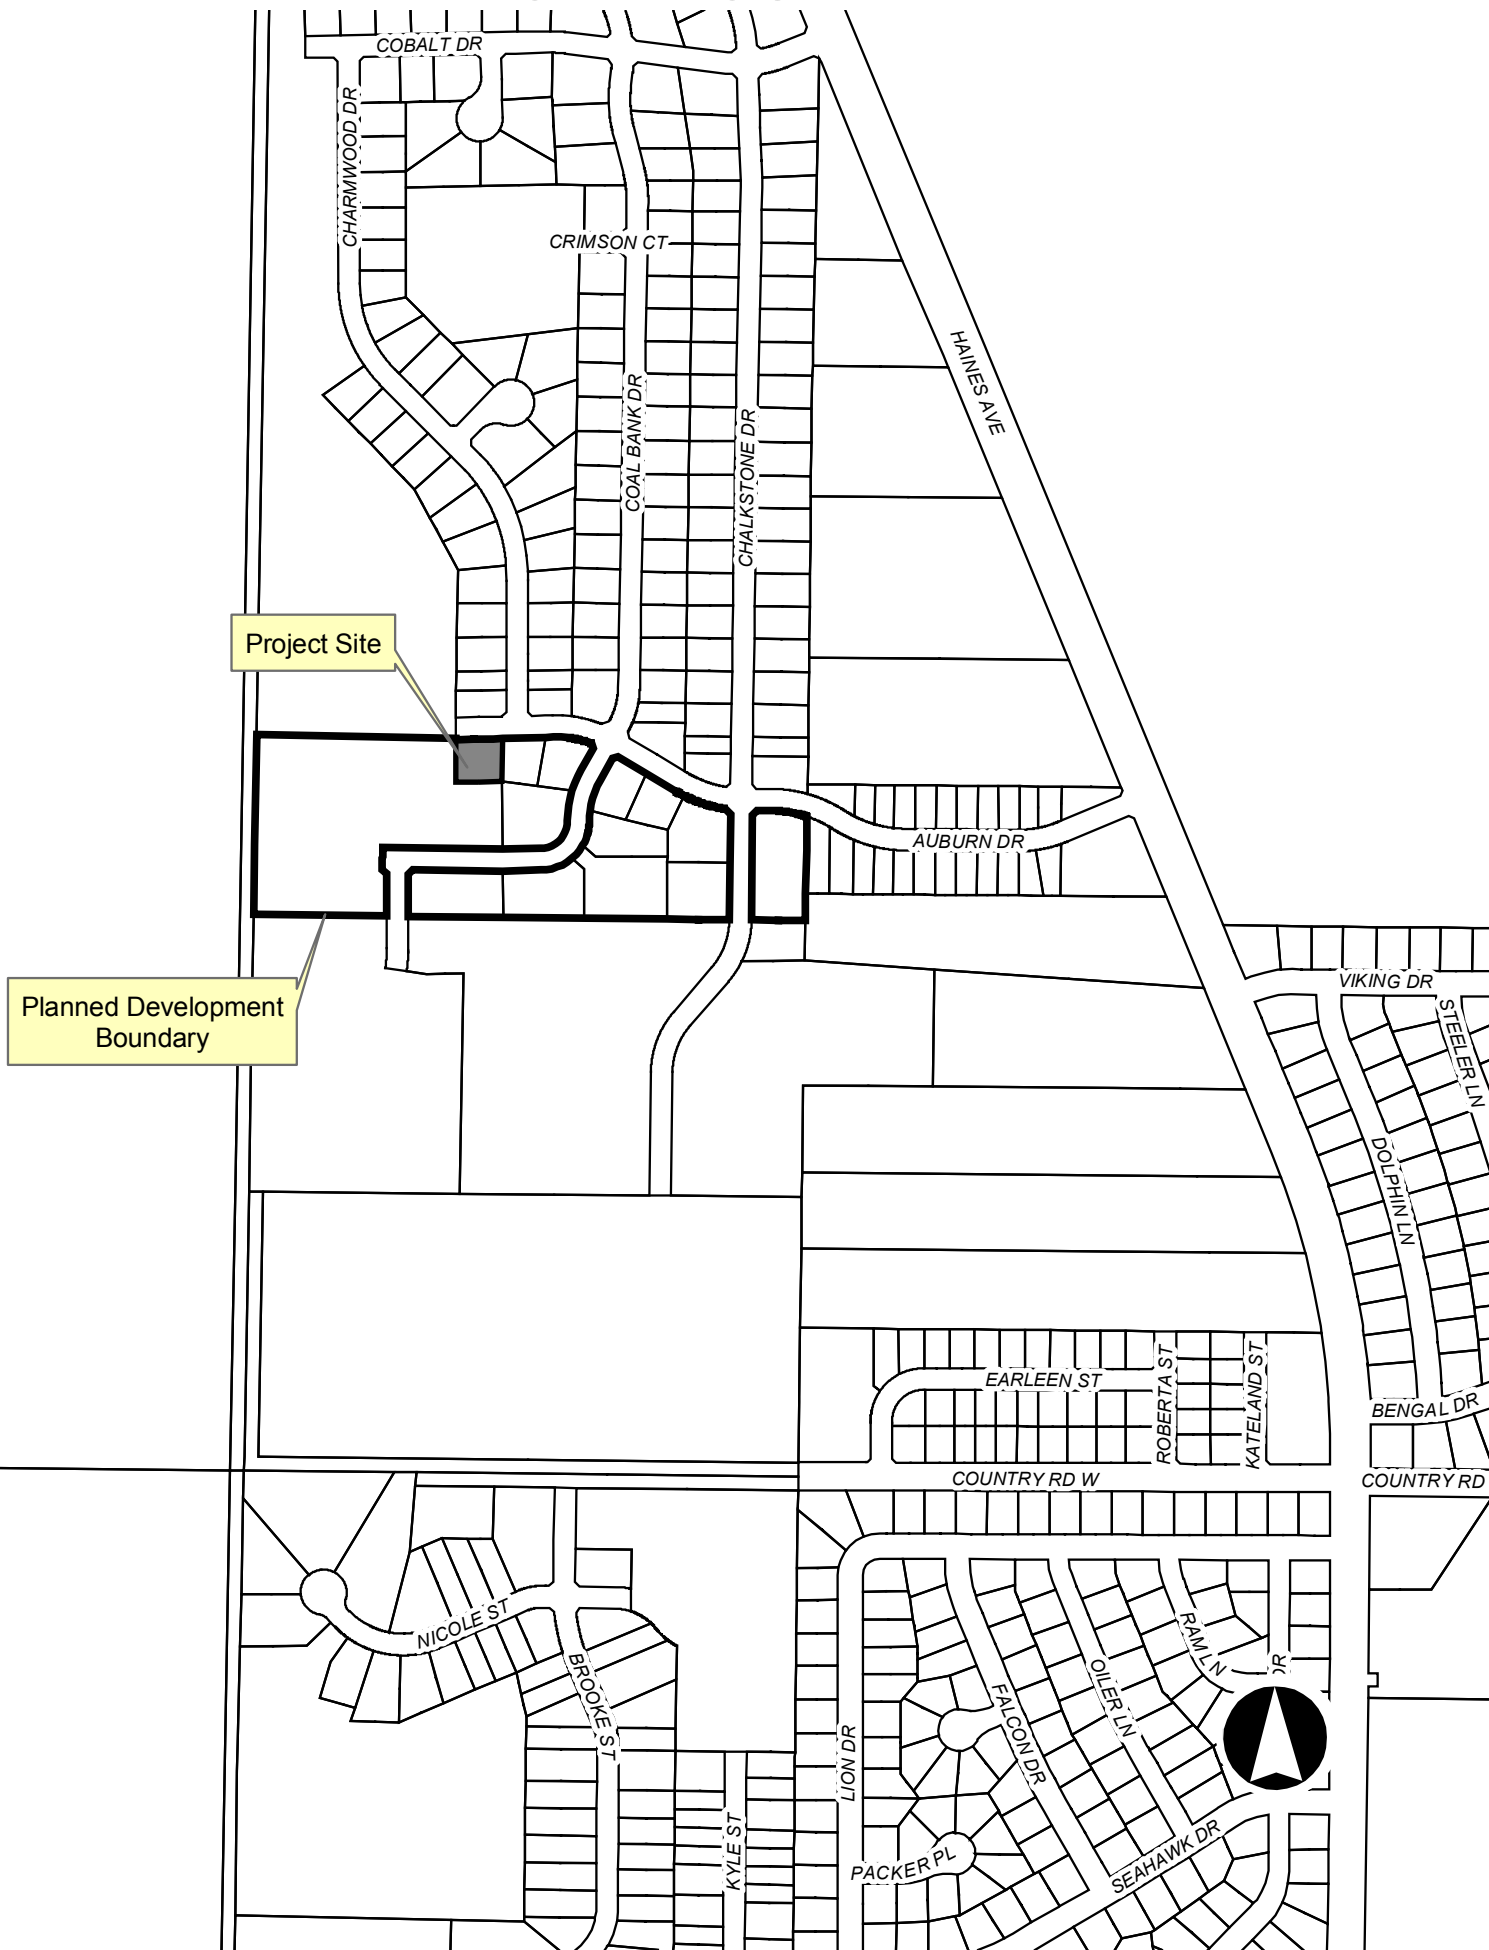 COBALT DR
CHARMWOOD DR
CRIMSON CT
HAINES AVE
COAL BANK DR
CHALKSTONE DR
Project Site
AUBURN DR
VIKING DR
Planned Development
Boundary
STEELER LN
DOLPHIN LN
EARLEEN ST
ROBERTA ST
KATELAND ST
BENGAL DR
COUNTRY RD W
COUNTRY RD
NICOLE ST
BROOKE ST
RAM LN
DR
OILER LN
FALCON DR
LION DR
KYLE ST
PACKER PL
SEAHAWK DR